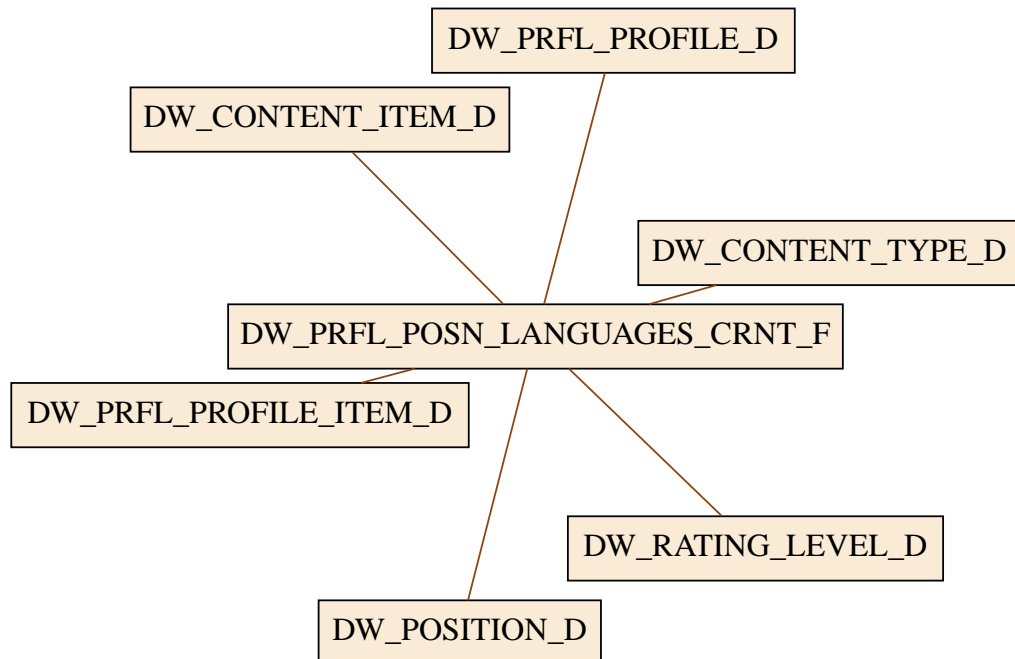 DW_PRFL_PROFILE_D
DW_CONTENT_ITEM_D
DW_CONTENT_TYPE_D
DW_PRFL_POSN_LANGUAGES_CRNT_F
DW_PRFL_PROFILE_ITEM_D
DW_RATING_LEVEL_D
DW_POSITION_D